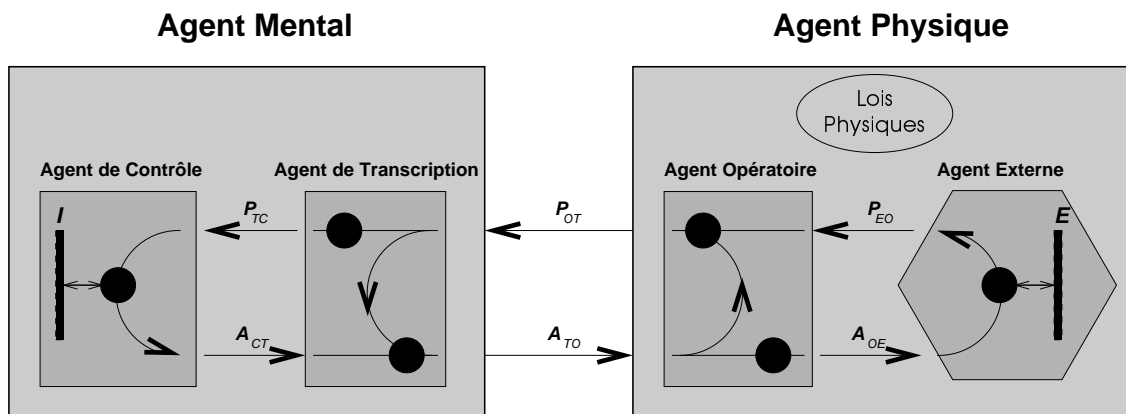 Agent Mental
Agent Physique
Lois
Physiques
Agent de Contrôle
Agent de Transcription
Agent Opératoire
Agent Externe
I
P_TC
P_OT
P_EO
E
A_CT
A_TO
A_OE